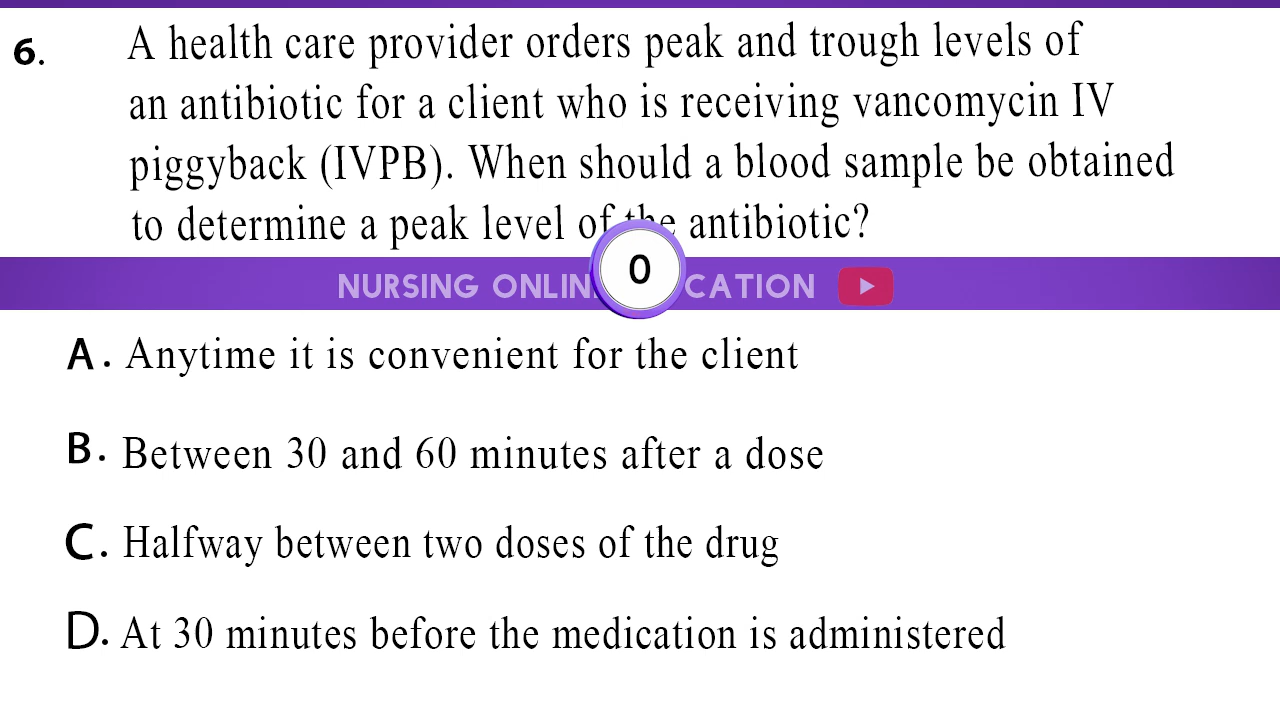 6. A health care provider orders peak and trough levels of
an antibiotic for a client who is receiving vancomycin IV
piggyback (IVPB). When should a blood sample be obtained
to determine a peak level of the antibiotic?
0
NURSING ONLIN CATION
A. Anytime it is convenient for the client
B. Between 30 and 60 minutes after a dose
C. Halfway between two doses of the drug
D. At 30 minutes before the medication is administered